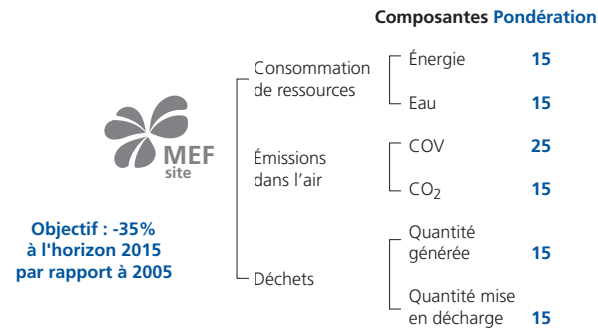 Composantes Pondération
Consommation
de ressources
Énergie 15
Eau 15
MEF
site
Émissions
dans l'air
COV 25
CO2 15
Objectif : -35%
à l'horizon 2015
par rapport à 2005
Déchets
Quantité
générée 15
Quantité mise
en décharge 15